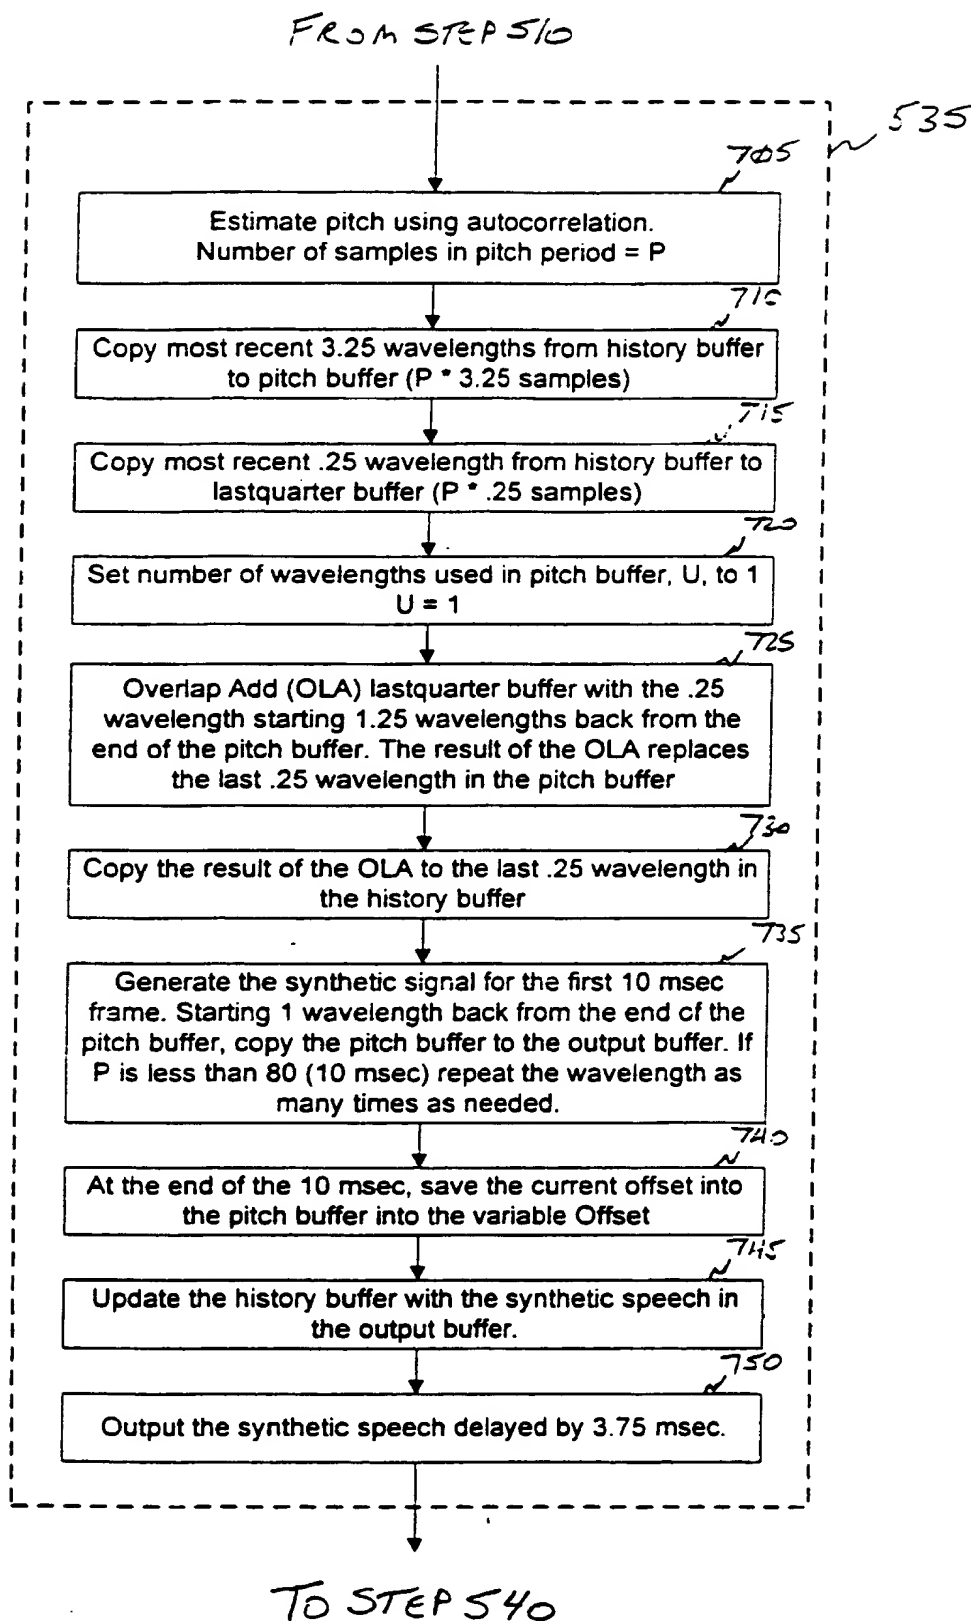 FROM STEP 510
535
705
Estimate pitch using autocorrelation.
Number of samples in pitch period = P
710
Copy most recent 3.25 wavelengths from history buffer
to pitch buffer (P * 3.25 samples)
715
Copy most recent .25 wavelength from history buffer to
lastquarter buffer (P * .25 samples)
720
Set number of wavelengths used in pitch buffer, U, to 1
U = 1
725
Overlap Add (OLA) lastquarter buffer with the .25
wavelength starting 1.25 wavelengths back from the
end of the pitch buffer. The result of the OLA replaces
the last .25 wavelength in the pitch buffer
730
Copy the result of the OLA to the last .25 wavelength in
the history buffer
735
Generate the synthetic signal for the first 10 msec
frame. Starting 1 wavelength back from the end of the
pitch buffer, copy the pitch buffer to the output buffer. If
P is less than 80 (10 msec) repeat the wavelength as
many times as needed.
740
At the end of the 10 msec, save the current offset into
the pitch buffer into the variable Offset
745
Update the history buffer with the synthetic speech in
the output buffer.
750
Output the synthetic speech delayed by 3.75 msec.
TO STEP 540